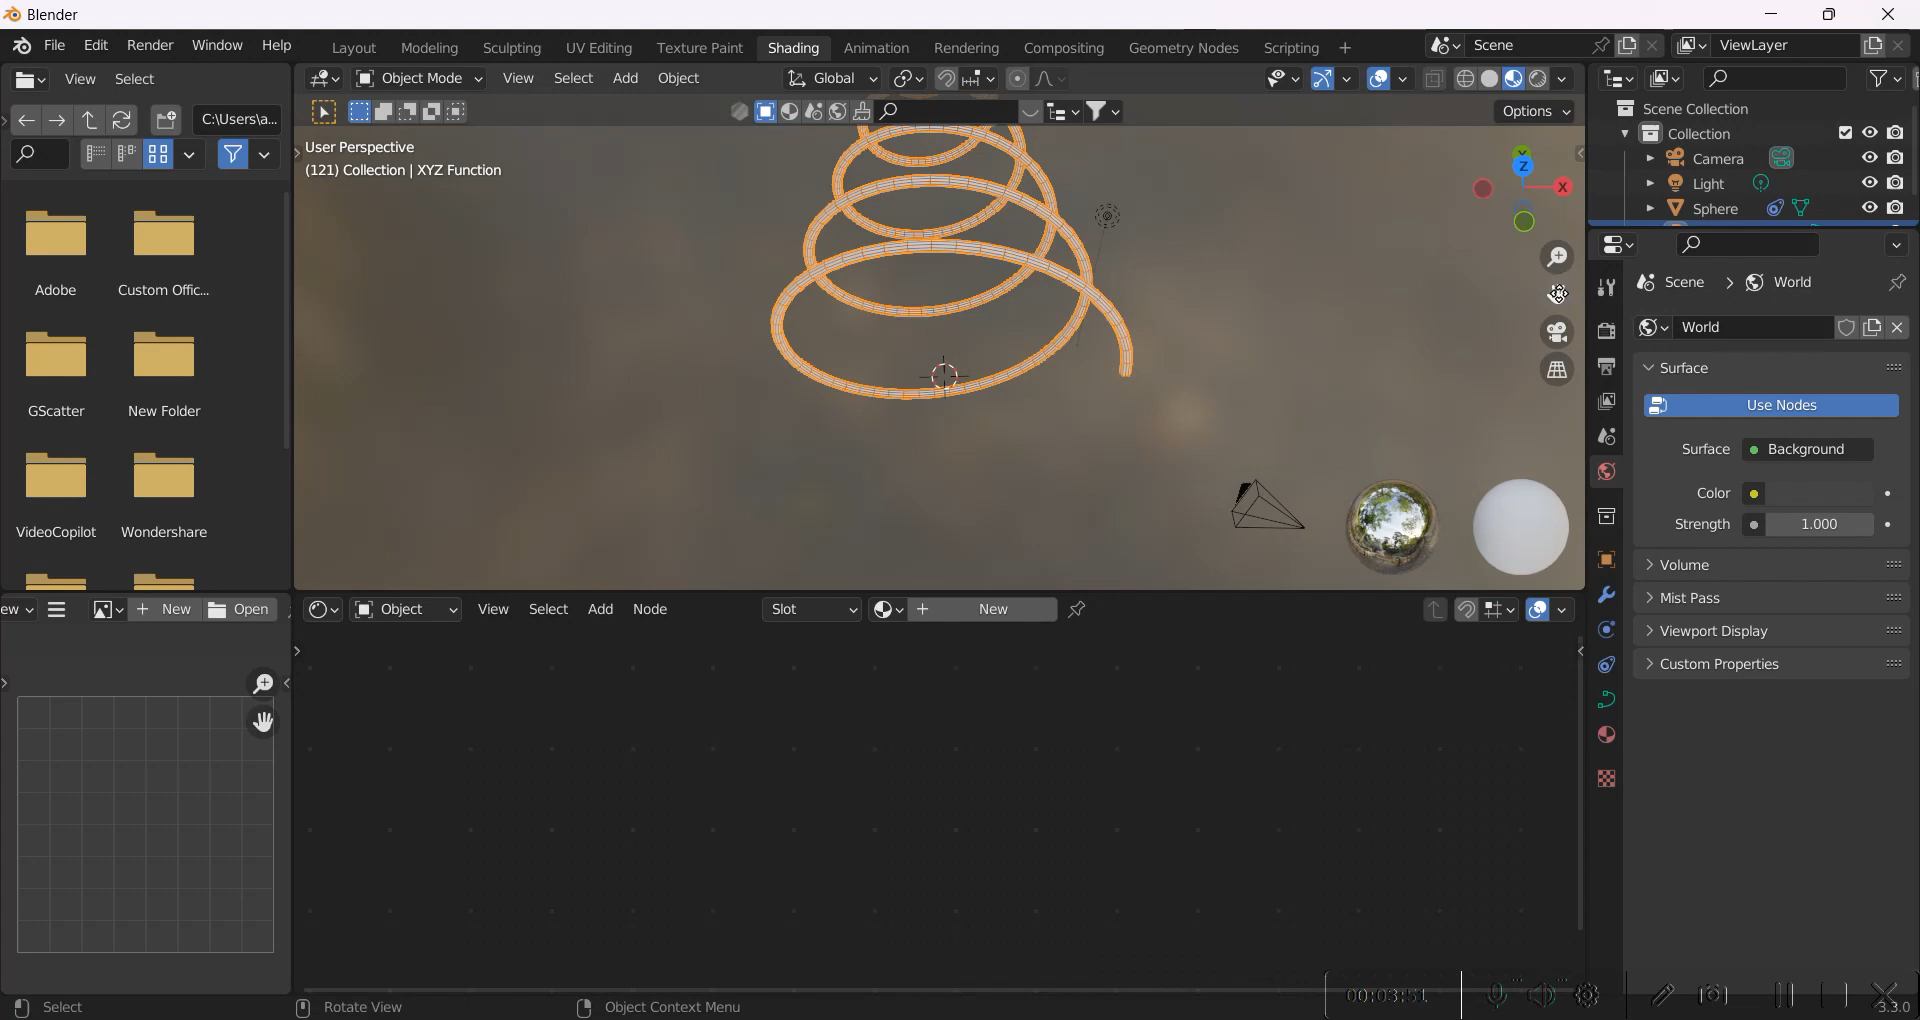 Blender
File Edit Render Window Help
Layout Modeling Sculpting UV Editing Texture Paint Shading Animation Rendering Compositing Geometry Nodes Scripting
Scene
ViewLayer
View Select
Object Mode View Select Add Object
Global
C:\Users\a...
Options
Scene Collection
Collection
Camera
Light
Sphere
User Perspective
(121) Collection | XYZ Function
Z
X
Adobe
Custom Offic...
GScatter
New Folder
VideoCopilot
Wondershare
Scene > World
World
Surface
Use Nodes
Surface Background
Color
Strength 1.000
Volume
Mist Pass
Viewport Display
Custom Properties
ew
New
Open
Object View Select Add Node
Slot
New
Select
Rotate View
Object Context Menu
00:03:51
3.3.0